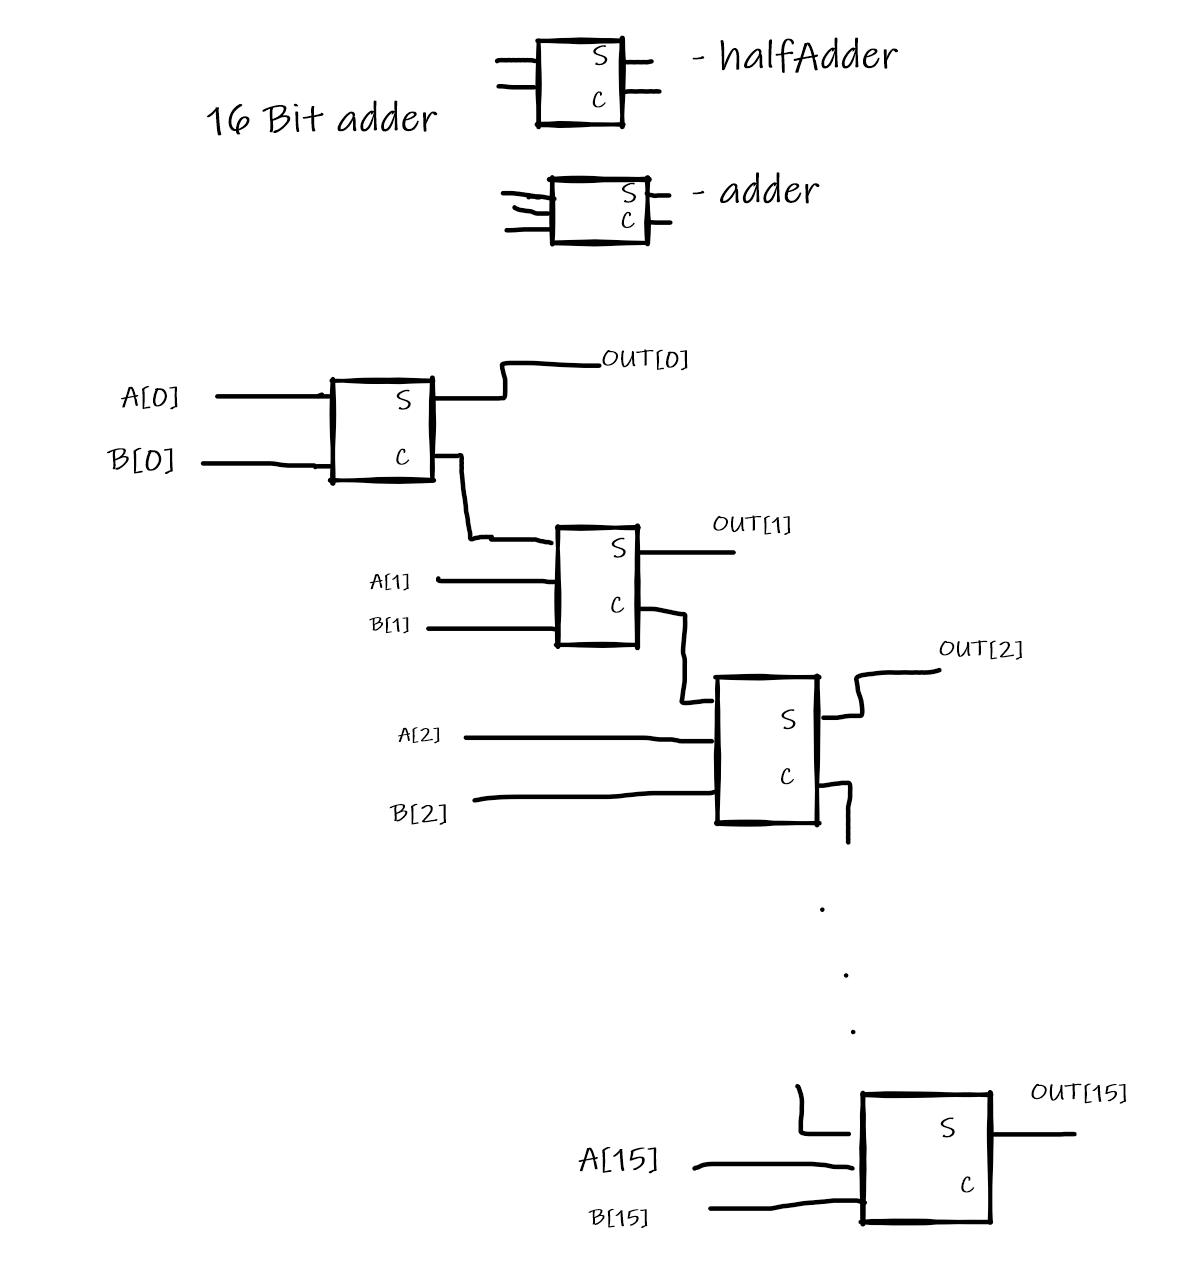 S
- halfAdder
C
16 Bit adder
S
- adder
C
OUT[0]
A[0]
S
B[0]
C
OUT[1]
S
A[1]
C
B[1]
OUT[2]
S
A[2]
C
B[2]
OUT[15]
S
A[15]
C
B[15]